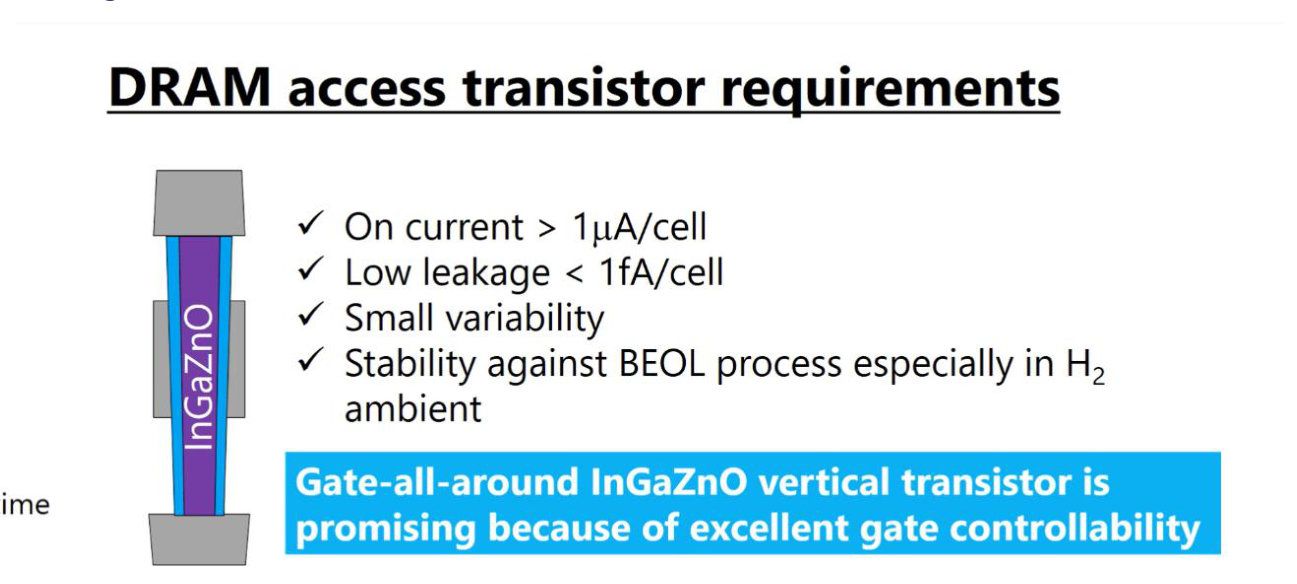 DRAM access transistor requirements
✓ On current > 1μA/cell
✓ Low leakage < 1fA/cell
✓ Small variability
✓ Stability against BEOL process especially in H₂
ambient
InGaZnO
Gate-all-around InGaZnO vertical transistor is
promising because of excellent gate controllability